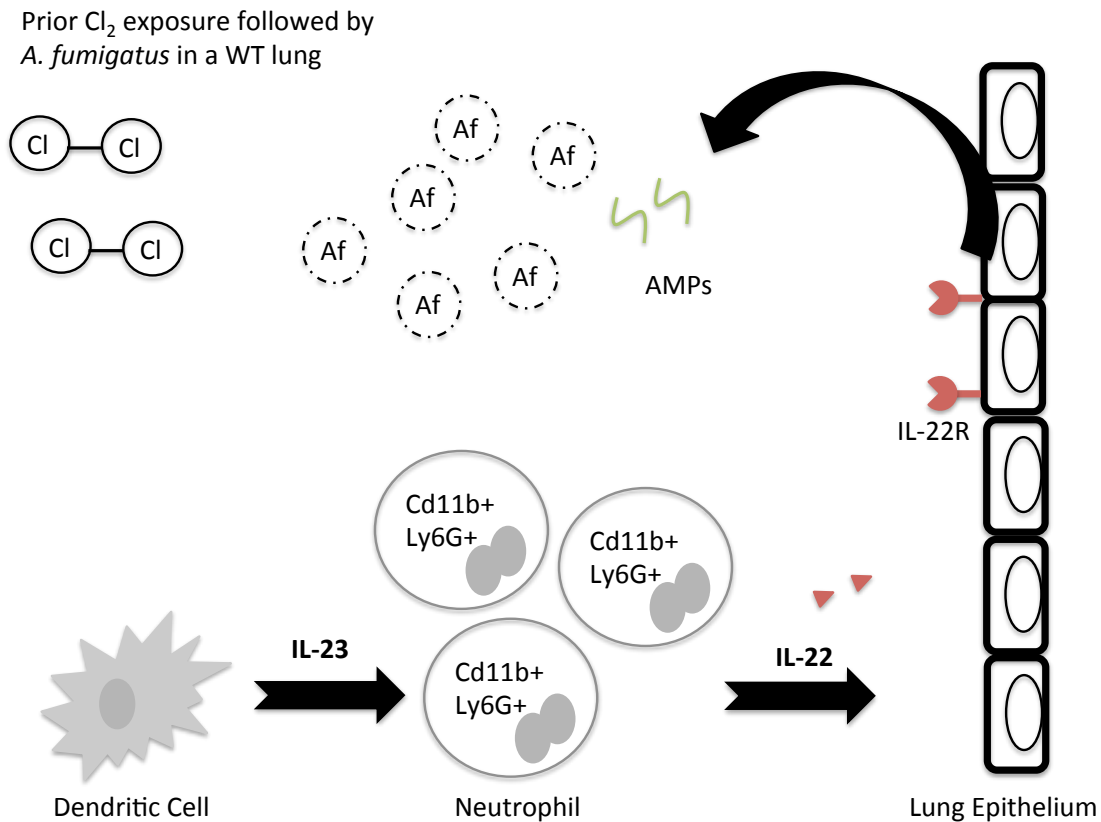 Prior Cl₂ exposure followed by
A. fumigatus in a WT lung
Cl
Cl
Cl
Cl
Af
Af
Af
Af
Af
Af
AMPs
IL-22R
Cd11b+
Ly6G+
Cd11b+
Ly6G+
Cd11b+
Ly6G+
IL-23
IL-22
Dendritic Cell
Neutrophil
Lung Epithelium